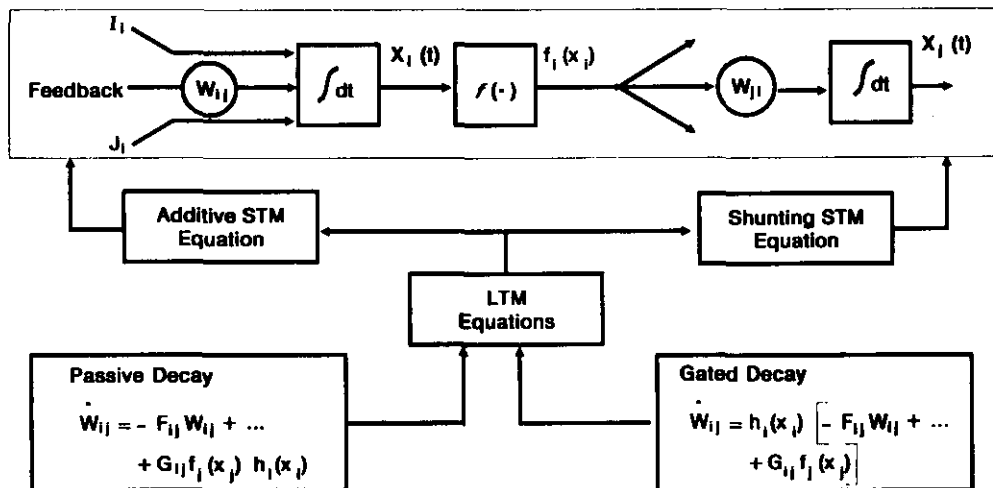 I_i
X_i (t)
f_i (x_i)
X_j (t)
Feedback
W_ij
∫dt
f(·)
W_ji
∫dt
J_i
Additive STM
Equation
Shunting STM
Equation
LTM
Equations
Passive Decay
Ẇ_ij = - F_ij W_ij + ...
+ G_ij f_j (x_j) h_i (x_i)
Gated Decay
Ẇ_ij = h_i (x_i) [ - F_ij W_ij + ...
+ G_ij f_j (x_j) ]